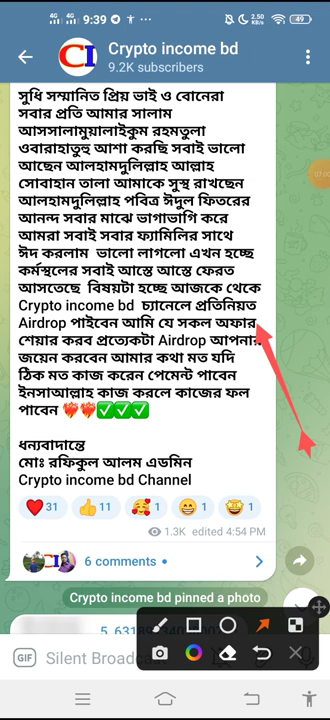 9:39
2.50 KB/s
49
Crypto income bd
9.2K subscribers
সুধি সম্মানিত প্রিয় ভাই ও বোনেরা
সবার প্রতি আমার সালাম
আসসালামুয়ালাইকুম রহমতুলা
ওবারাহাতুহু আশা করছি সবাই ভালো
আছেন আলহামদুলিল্লাহ আল্লাহ
সোবাহান তালা আমাকে সুস্থ রাখছেন
আলহামদুলিল্লাহ পবিত্র ঈদুল ফিতরের
আনন্দ সবার মাঝে ভাগাভাগি করে
আমরা সবাই সবার ফ্যামিলির সাথে
ঈদ করলাম ভালো লাগলো এখন হচ্ছে
কর্মস্থলের সবাই আস্তে আস্তে ফেরত
আসতেছে বিষয়টা হচ্ছে আজকে থেকে
Crypto income bd চ্যানেলে প্রতিনিয়ত
Airdrop পাইবেন আমি যে সকল অফার
শেয়ার করব প্রত্যেকটা Airdrop আপনারা
জয়েন করবেন আমার কথা মত যদি
ঠিক মত কাজ করেন পেমেন্ট পাবেন
ইনসাআল্লাহ কাজ করলে কাজের ফল
পাবেন ❤️‍🔥❤️‍🔥✅✅✅
ধন্যবাদান্তে
মোঃ রফিকুল আলম এডমিন
Crypto income bd Channel
31 11 1 1 1
1.3K edited 4:54 PM
6 comments
Crypto income bd pinned a photo
GIF Silent Broadcast